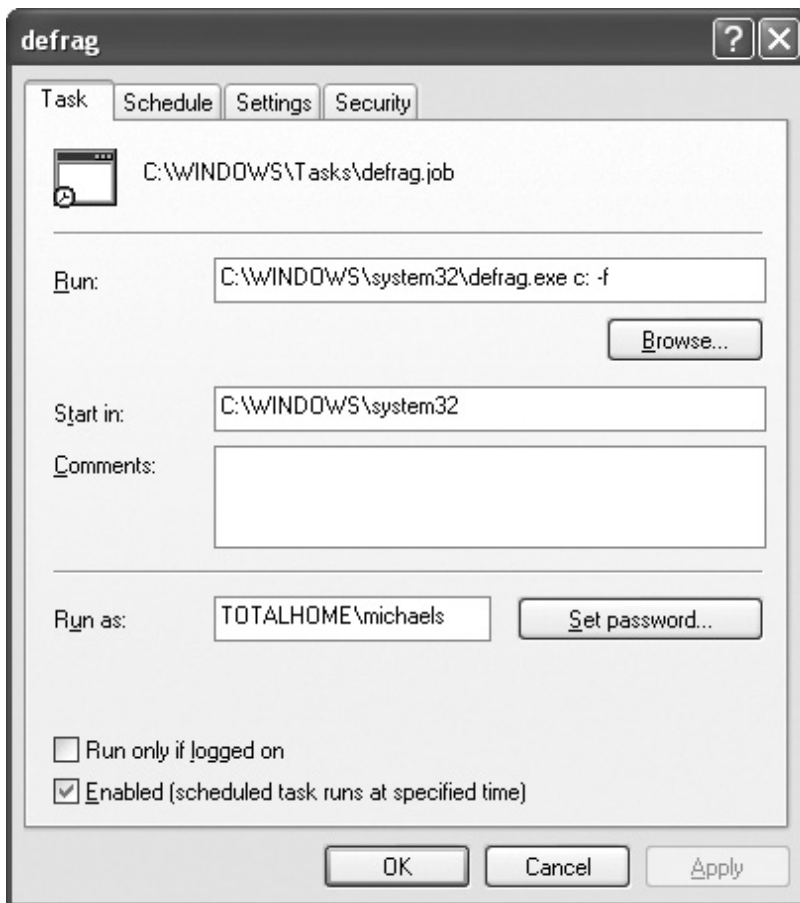 defrag
Task Schedule Settings Security
C:\WINDOWS\Tasks\defrag.job
Run: C:\WINDOWS\system32\defrag.exe c: -f
Browse...
Start in: C:\WINDOWS\system32
Comments:
Run as: TOTALHOME\michaels Set password...
Run only if logged on
Enabled (scheduled task runs at specified time)
OK Cancel Apply